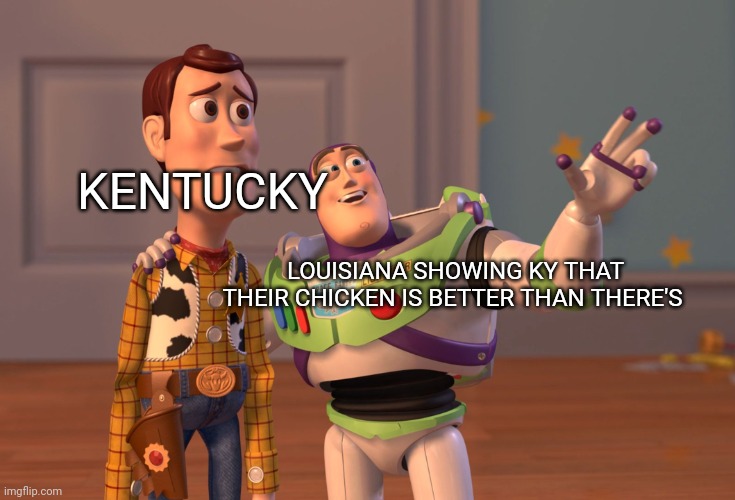 KENTUCKY
LOUISIANA SHOWING KY THAT
THEIR CHICKEN IS BETTER THAN THERE'S
imgflip.com